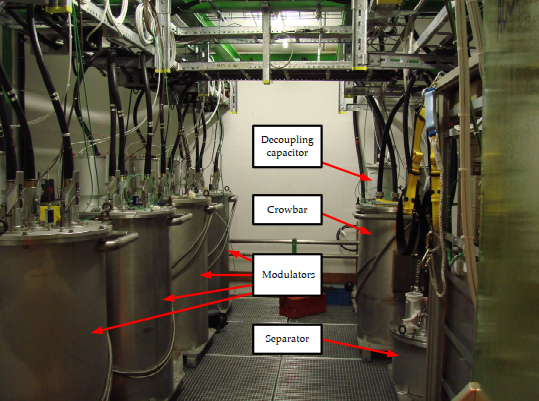 Decoupling
capacitor
Crowbar
Modulators
Separator